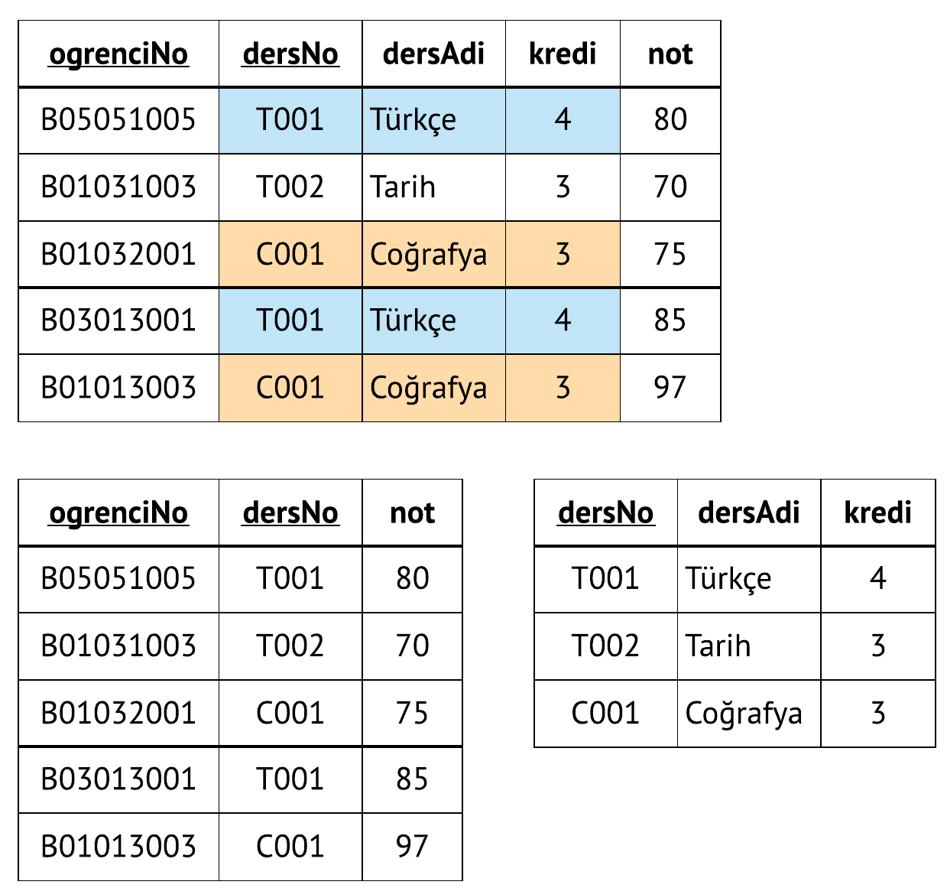 ogrenciNo dersNo dersAdi kredi not
B05051005 T001 Türkçe 4 80
B01031003 T002 Tarih 3 70
B01032001 C001 Coğrafya 3 75
B03013001 T001 Türkçe 4 85
B01013003 C001 Coğrafya 3 97
ogrenciNo dersNo not
B05051005 T001 80
B01031003 T002 70
B01032001 C001 75
B03013001 T001 85
B01013003 C001 97
dersNo dersAdi kredi
T001 Türkçe 4
T002 Tarih 3
C001 Coğrafya 3